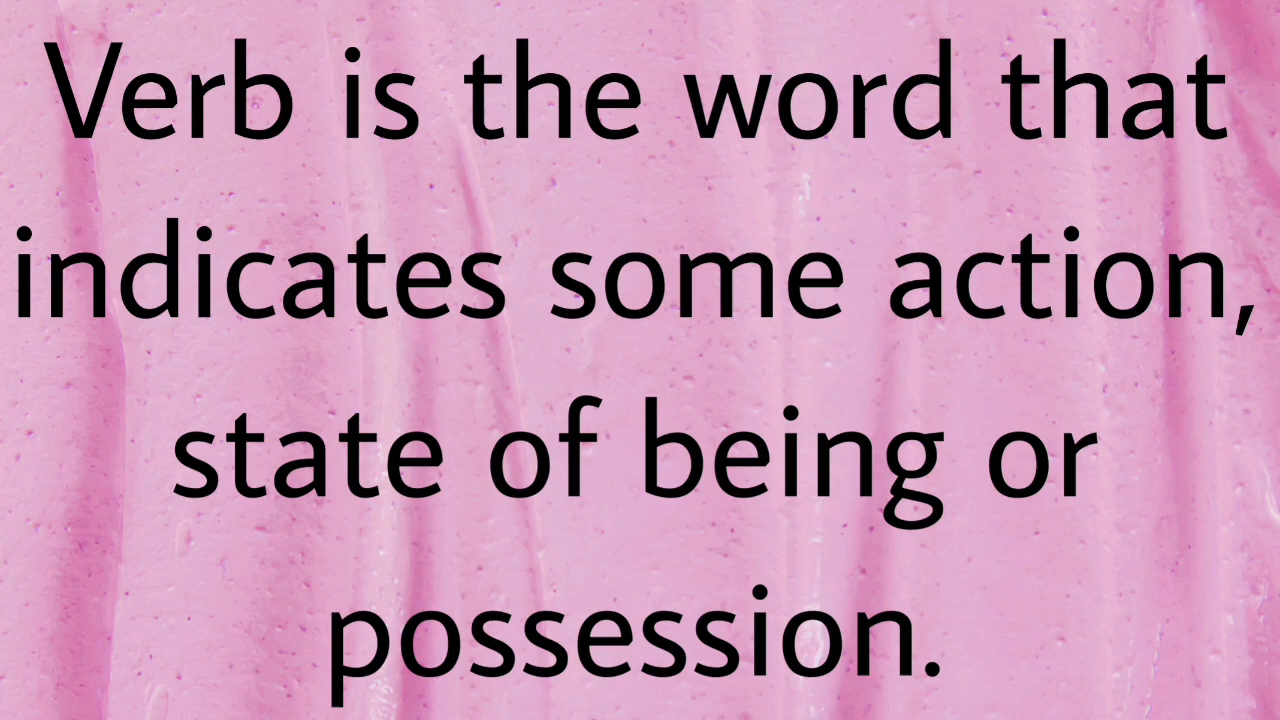 Verb is the word that
indicates some action,
state of being or
possession.